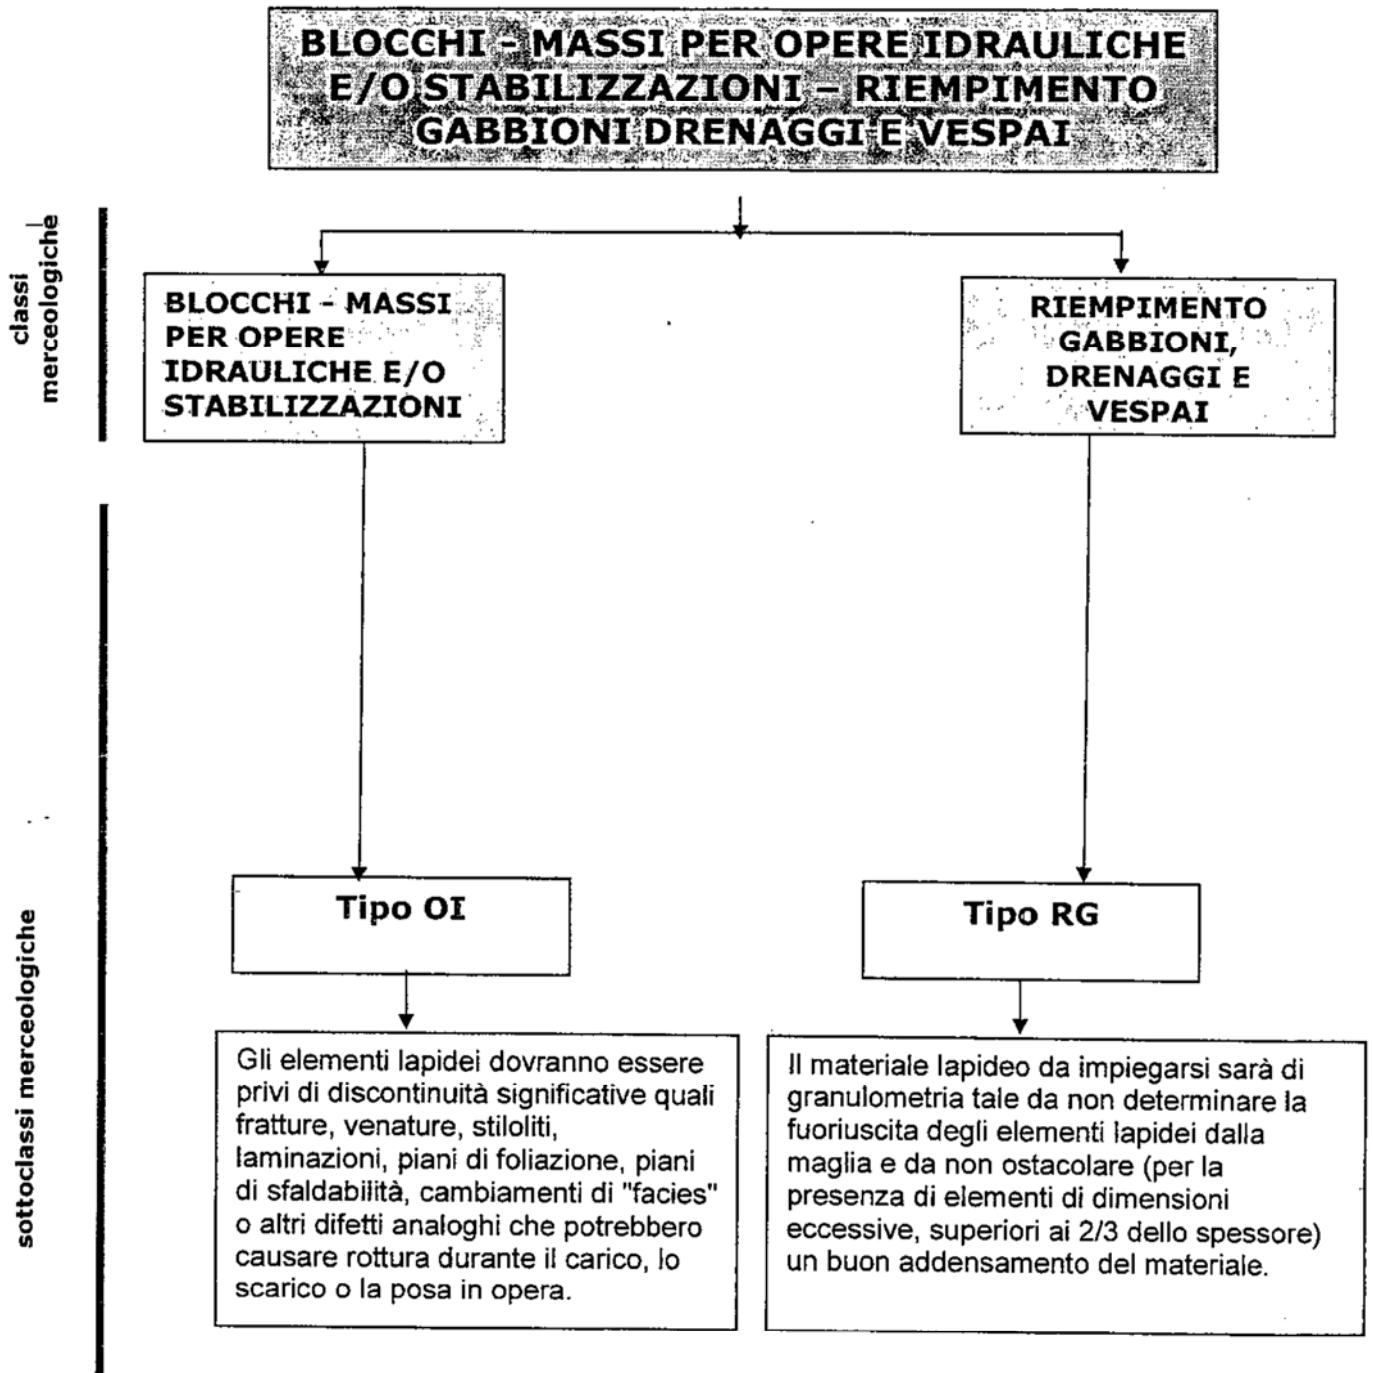 BLOCCHI – MASSI PER OPERE IDRAULICHE
E/O STABILIZZAZIONI – RIEMPIMENTO
GABBIONI DRENAGGI E VESPAI
classi
merceologiche
BLOCCHI - MASSI
PER OPERE
IDRAULICHE E/O
STABILIZZAZIONI
RIEMPIMENTO
GABBIONI,
DRENAGGI E
VESPAI
sottoclassi merceologiche
Tipo OI
Tipo RG
Gli elementi lapidei dovranno essere
privi di discontinuità significative quali
fratture, venature, stiloliti,
laminazioni, piani di foliazione, piani
di sfaldabilità, cambiamenti di "facies"
o altri difetti analoghi che potrebbero
causare rottura durante il carico, lo
scarico o la posa in opera.
Il materiale lapideo da impiegarsi sarà di
granulometria tale da non determinare la
fuoriuscita degli elementi lapidei dalla
maglia e da non ostacolare (per la
presenza di elementi di dimensioni
eccessive, superiori ai 2/3 dello spessore)
un buon addensamento del materiale.